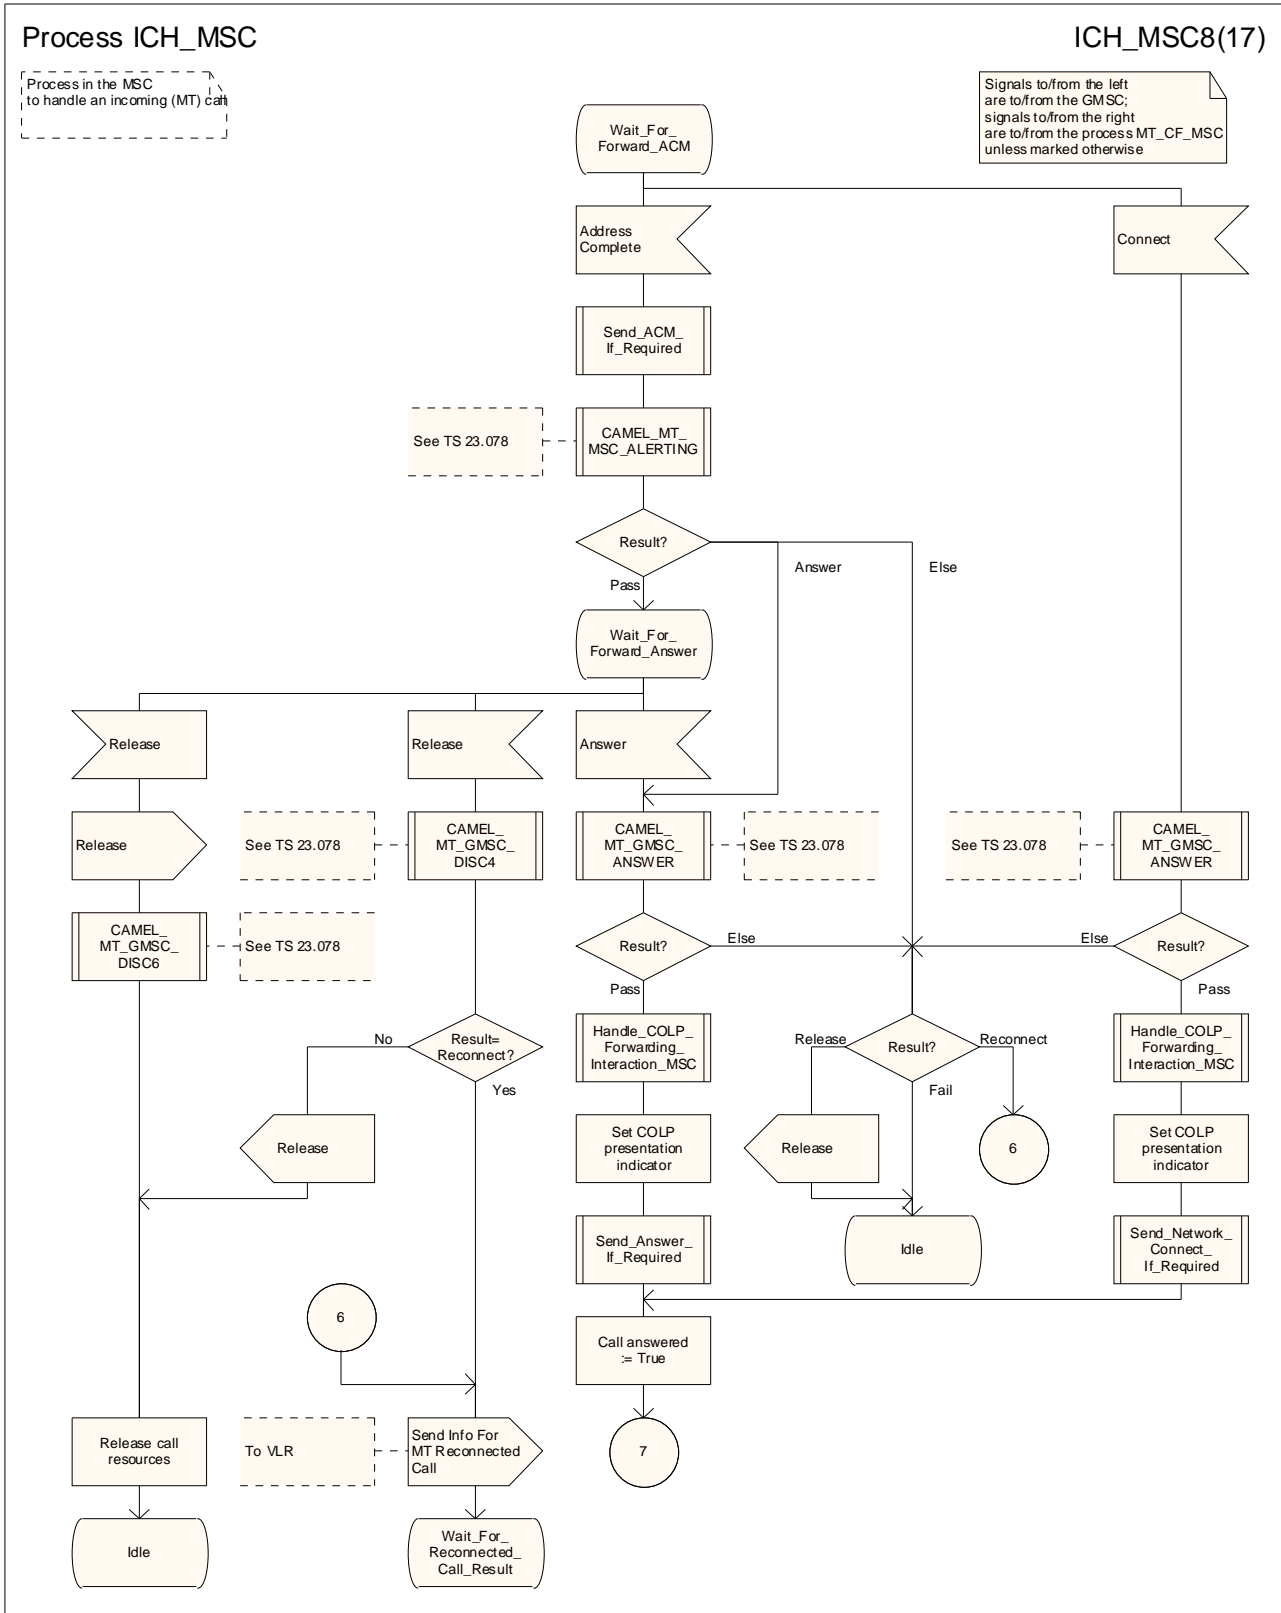 Process ICH_MSC
ICH_MSC8(17)
Process in the MSC
to handle an incoming (MT) call
Signals to/from the left
are to/from the GMSC;
signals to/from the right
are to/from the process MT_CF_MSC
unless marked otherwise
Wait_For_
Forward_ACM
Address
Complete
Connect
Send_ACM_
If_Required
See TS 23.078
CAMEL_MT_
MSC_ALERTING
Result?
Answer
Else
Pass
Wait_For_
Forward_Answer
Release
Release
Answer
Release
See TS 23.078
CAMEL_
MT_GMSC_
DISC4
CAMEL_
MT_GMSC_
ANSWER
See TS 23.078
See TS 23.078
CAMEL_
MT_GMSC_
ANSWER
CAMEL_
MT_GMSC_
DISC6
See TS 23.078
Result?
Else
Else
Result?
Pass
Pass
No
Result=
Reconnect?
Yes
Handle_COLP_
Forwarding_
Interaction_MSC
Release
Result?
Reconnect
Fail
Handle_COLP_
Forwarding_
Interaction_MSC
Release
Set COLP
presentation
indicator
Release
6
Set COLP
presentation
indicator
Send_Answer_
If_Required
Idle
Send_Network_
Connect_
If_Required
6
Call answered
:= True
Release call
resources
To VLR
Send Info For
MT Reconnected
Call
7
Idle
Wait_For_
Reconnected_
Call_Result